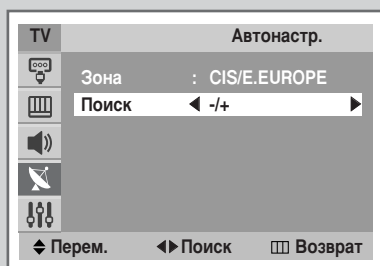 TV Автонастр.
Зона : CIS/E.EUROPE
Поиск ◀ -/+ ▶
Перем. Поиск Возврат